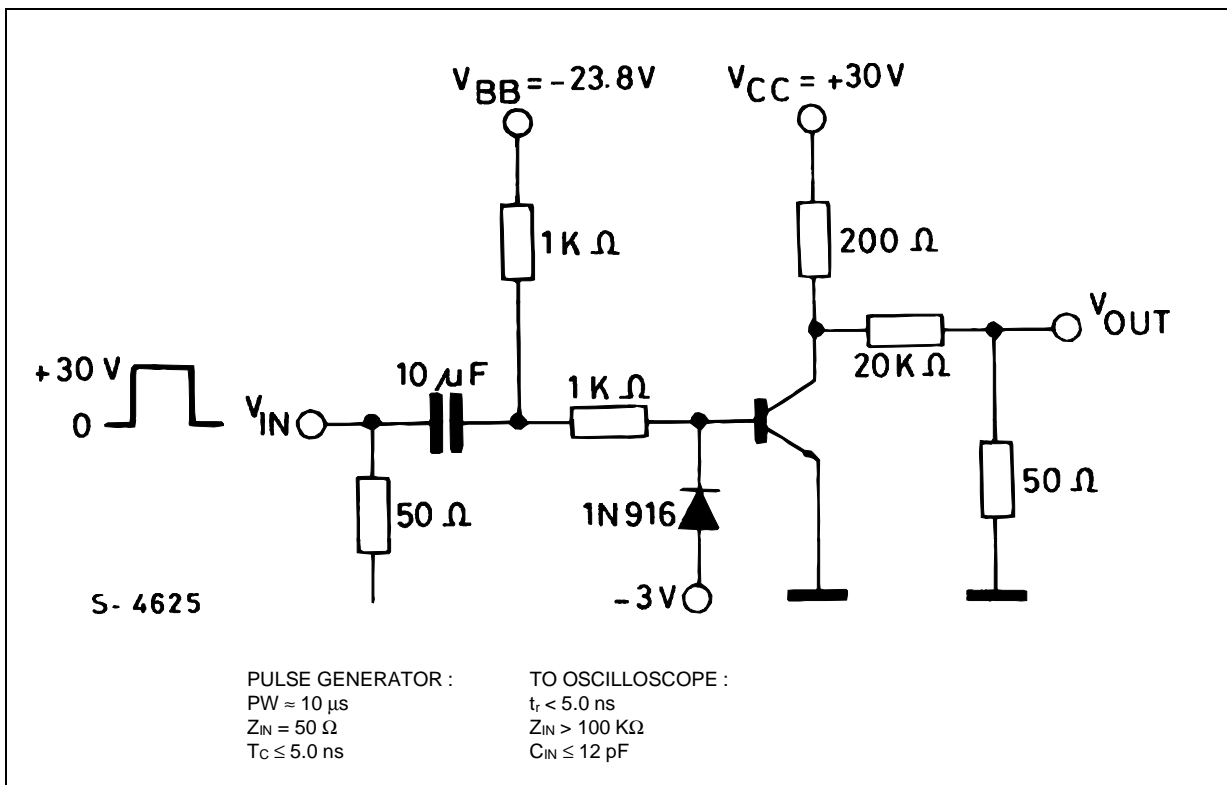 V_BB = -23.8V
V_CC = +30V
1K Ω
200 Ω
V_OUT
20K Ω
+30 V
0
10 μF
V_IN
1K Ω
50 Ω
1N916
50 Ω
-3V
S- 4625
PULSE GENERATOR :
PW ≈ 10 μs
Z_IN = 50 Ω
T_C ≤ 5.0 ns
TO OSCILLOSCOPE :
t_r < 5.0 ns
Z_IN > 100 KΩ
C_IN ≤ 12 pF